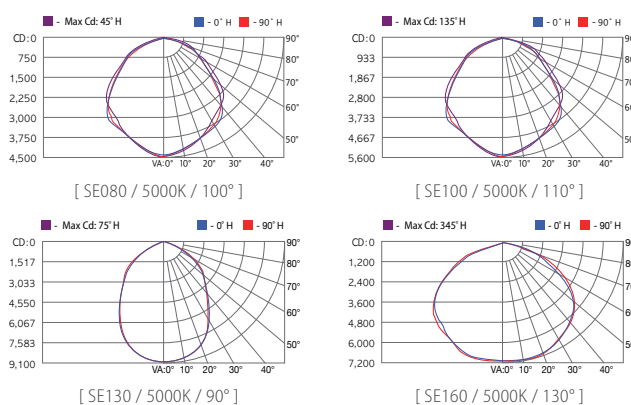 - Max Cd: 45° H - 0° H - 90° H
CD: 0
750
1,500
2,250
3,000
3,750
4,500
90°
80°
70°
60°
50°
VA:0° 10° 20° 30° 40°
[ SE080 / 5000K / 100° ]
- Max Cd: 135° H - 0° H - 90° H
CD: 0
933
1,867
2,800
3,733
4,667
5,600
VA:0° 10° 20° 30° 40°
[ SE100 / 5000K / 110° ]
- Max Cd: 75° H - 0° H - 90° H
CD: 0
1,517
3,033
4,550
6,067
7,583
9,100
90°
80°
70°
60°
50°
VA:0° 10° 20° 30° 40°
[ SE130 / 5000K / 90° ]
- Max Cd: 345° H - 0° H - 90° H
CD: 0
1,200
2,400
3,600
4,800
6,000
7,200
VA:0° 10° 20° 30° 40°
[ SE160 / 5000K / 130° ]